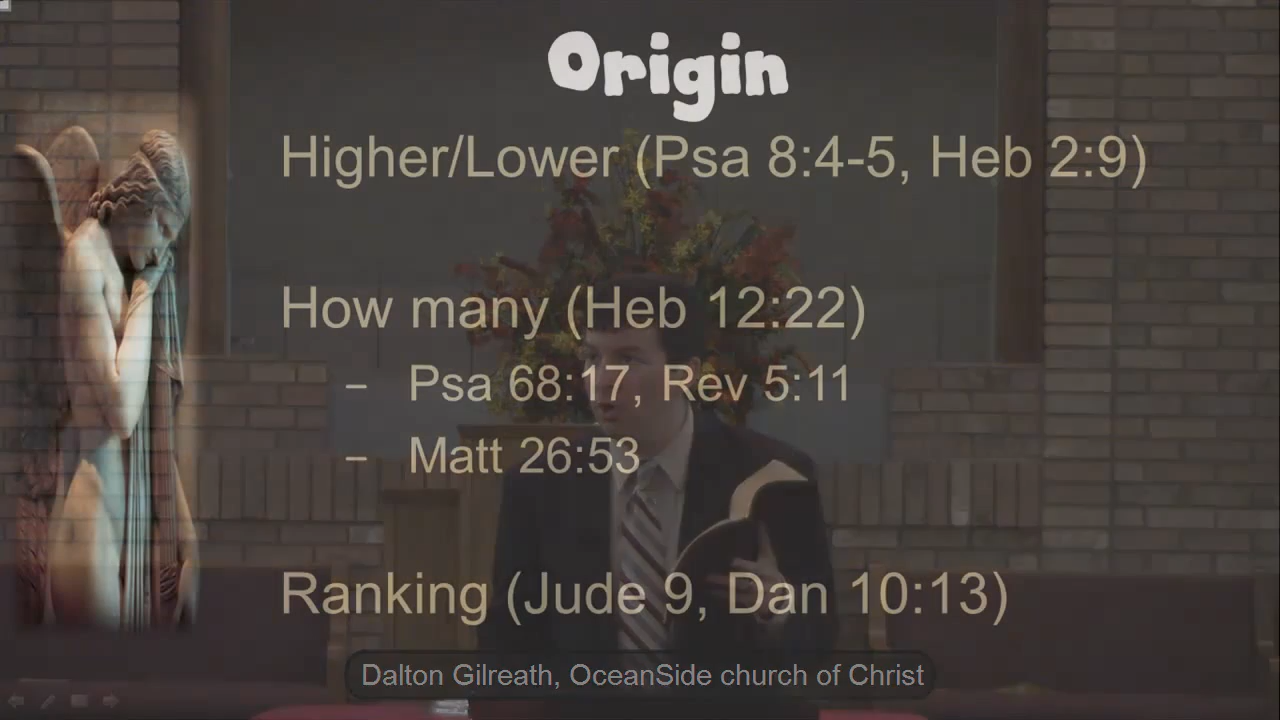 Origin
Higher/Lower (Psa 8:4-5, Heb 2:9)
How many (Heb 12:22)
– Psa 68:17, Rev 5:11
– Matt 26:53
Ranking (Jude 9, Dan 10:13)
Dalton Gilreath, OceanSide church of Christ